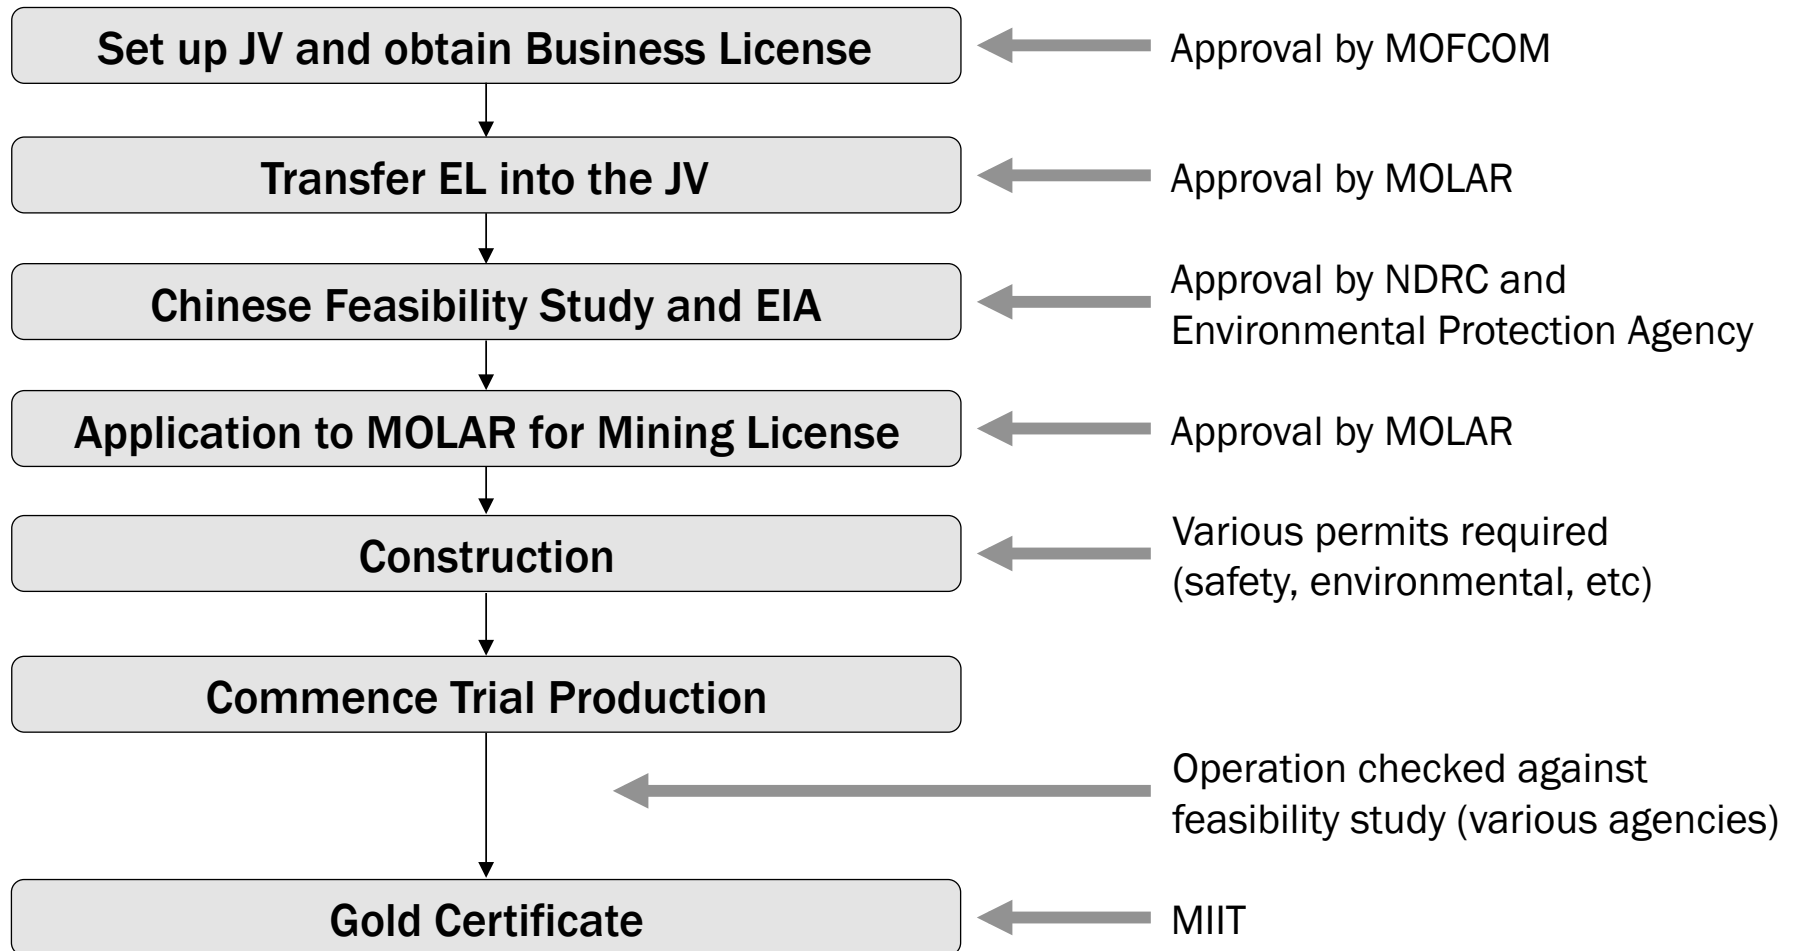 Set up JV and obtain Business License
Approval by MOFCOM
Transfer EL into the JV
Approval by MOLAR
Chinese Feasibility Study and EIA
Approval by NDRC and
Environmental Protection Agency
Application to MOLAR for Mining License
Approval by MOLAR
Construction
Various permits required
(safety, environmental, etc)
Commence Trial Production
Operation checked against
feasibility study (various agencies)
Gold Certificate
MIIT